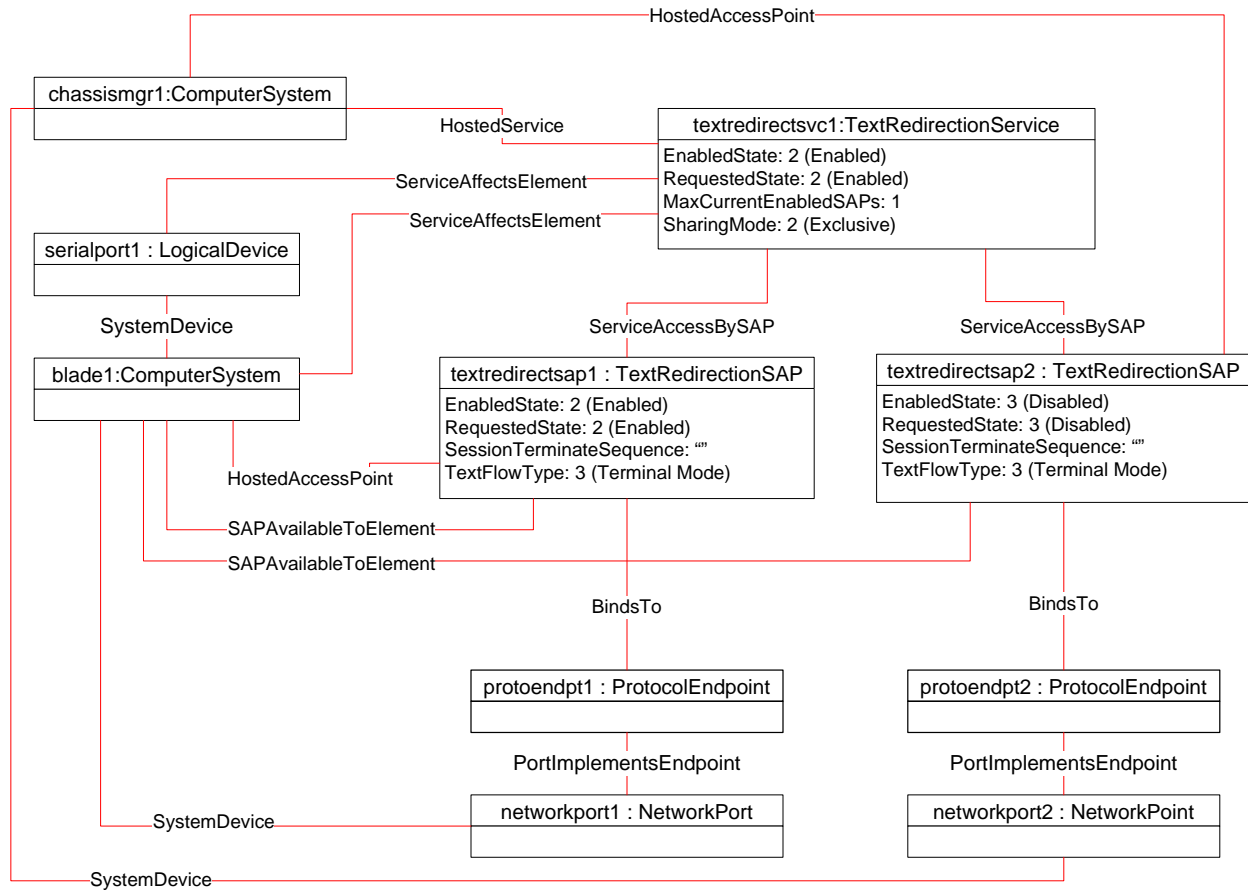 HostedAccessPoint
chassismgr1:ComputerSystem
HostedService
textredirectsvc1:TextRedirectionService
EnabledState: 2 (Enabled)
RequestedState: 2 (Enabled)
MaxCurrentEnabledSAPs: 1
SharingMode: 2 (Exclusive)
ServiceAffectsElement
ServiceAffectsElement
serialport1 : LogicalDevice
SystemDevice
ServiceAccessBySAP
ServiceAccessBySAP
blade1:ComputerSystem
textredirectsap1 : TextRedirectionSAP
EnabledState: 2 (Enabled)
RequestedState: 2 (Enabled)
SessionTerminateSequence: “”
TextFlowType: 3 (Terminal Mode)
textredirectsap2 : TextRedirectionSAP
EnabledState: 3 (Disabled)
RequestedState: 3 (Disabled)
SessionTerminateSequence: “”
TextFlowType: 3 (Terminal Mode)
HostedAccessPoint
SAPAvailableToElement
SAPAvailableToElement
BindsTo
BindsTo
protoendpt1 : ProtocolEndpoint
protoendpt2 : ProtocolEndpoint
PortImplementsEndpoint
PortImplementsEndpoint
networkport1 : NetworkPort
networkport2 : NetworkPoint
SystemDevice
SystemDevice